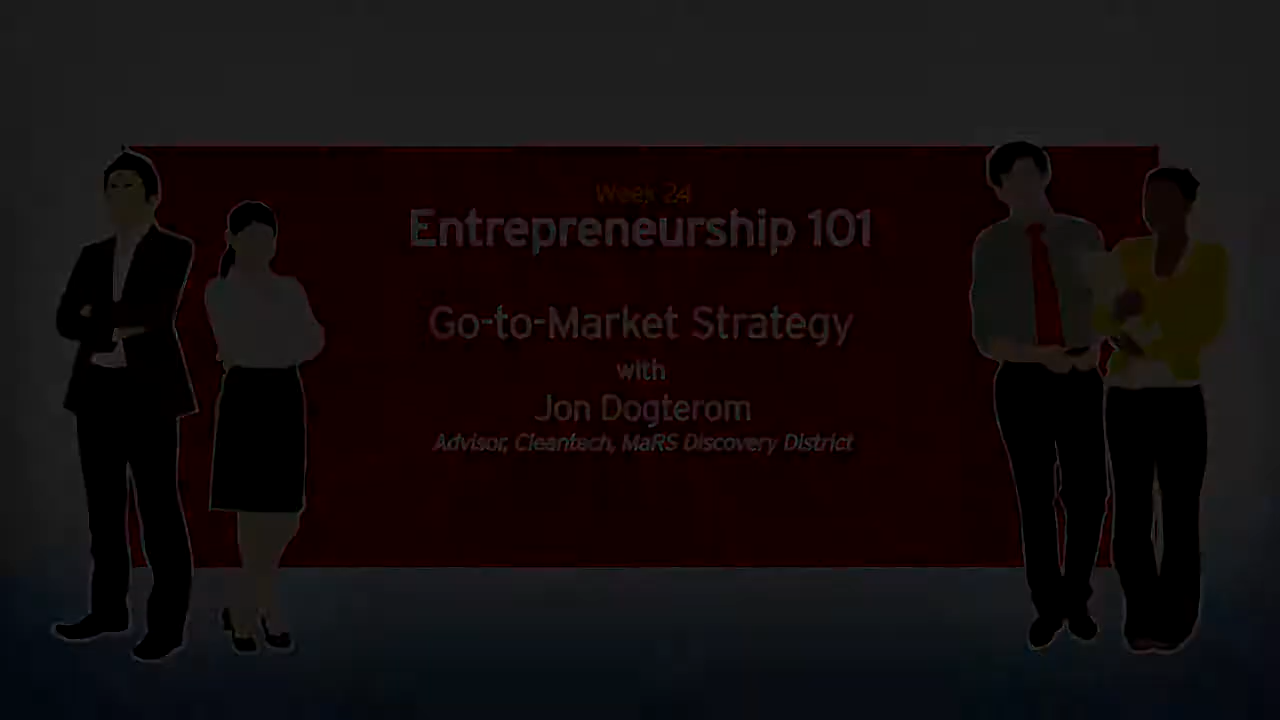 Week 24
Entrepreneurship 101
Go-to-Market Strategy
with
Jon Dogterom
Advisor, Cleantech, MaRS Discovery District